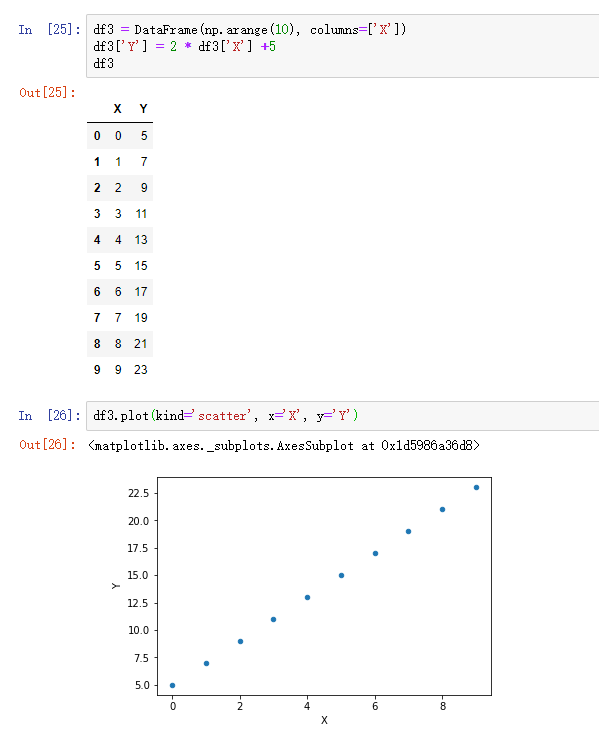 In [25]: df3 = DataFrame(np.arange(10), columns=['X'])
df3['Y'] = 2 * df3['X'] +5
df3
Out[25]:
X Y
0 0 5
1 1 7
2 2 9
3 3 11
4 4 13
5 5 15
6 6 17
7 7 19
8 8 21
9 9 23
In [26]: df3.plot(kind='scatter', x='X', y='Y')
Out[26]: <matplotlib.axes._subplots.AxesSubplot at 0x1d5986a36d8>
22.5
20.0
17.5
15.0
12.5
10.0
7.5
5.0
Y
0 2 4 6 8
X